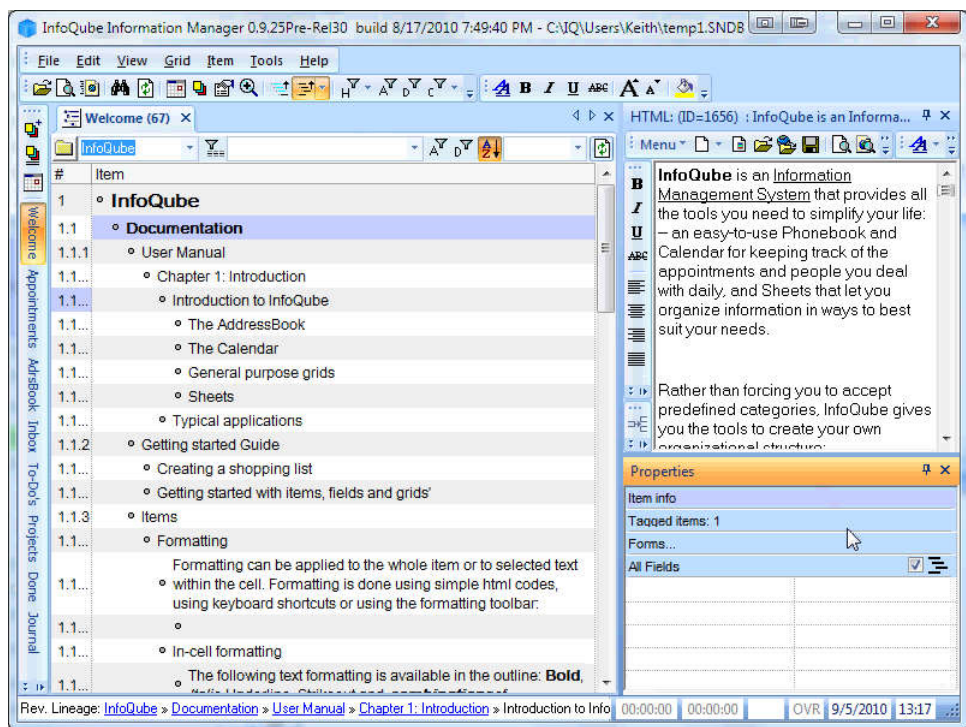 InfoQube Information Manager 0.9.25Pre-Rel30 build 8/17/2010 7:49:40 PM - C:\IQ\Users\Keith\temp1.SNDB
File Edit View Grid Item Tools Help
H A D C B I U ABC A A
Welcome (67)
HTML: (ID=1656) : InfoQube is an Informa...
InfoQube
A D
Menu
# Item
1 InfoQube
1.1 Documentation
1.1.1 User Manual
1.1... Chapter 1: Introduction
1.1... Introduction to InfoQube
1.1... The AddressBook
1.1... The Calendar
1.1... General purpose grids
1.1... Sheets
1.1... Typical applications
1.1.2 Getting started Guide
1.1... Creating a shopping list
1.1... Getting started with items, fields and grids'
1.1.3 Items
1.1... Formatting
Formatting can be applied to the whole item or to selected text
1.1... within the cell. Formatting is done using simple html codes,
using keyboard shortcuts or using the formatting toolbar:
1.1...
1.1... In-cell formatting
1.1... The following text formatting is available in the outline: Bold,
Welcome
Appointments
AdrsBook
Inbox
To-Do's
Projects
Done
Journal
B
I
U
ABC
InfoQube is an Information
Management System that provides all
the tools you need to simplify your life:
– an easy-to-use Phonebook and
Calendar for keeping track of the
appointments and people you deal
with daily, and Sheets that let you
organize information in ways to best
suit your needs.
Rather than forcing you to accept
predefined categories, InfoQube gives
you the tools to create your own
organizational structure:
Properties
Item info
Tagged items: 1
Forms...
All Fields
Rev. Lineage: InfoQube » Documentation » User Manual » Chapter 1: Introduction » Introduction to Info
00:00:00 00:00:00 OVR 9/5/2010 13:17